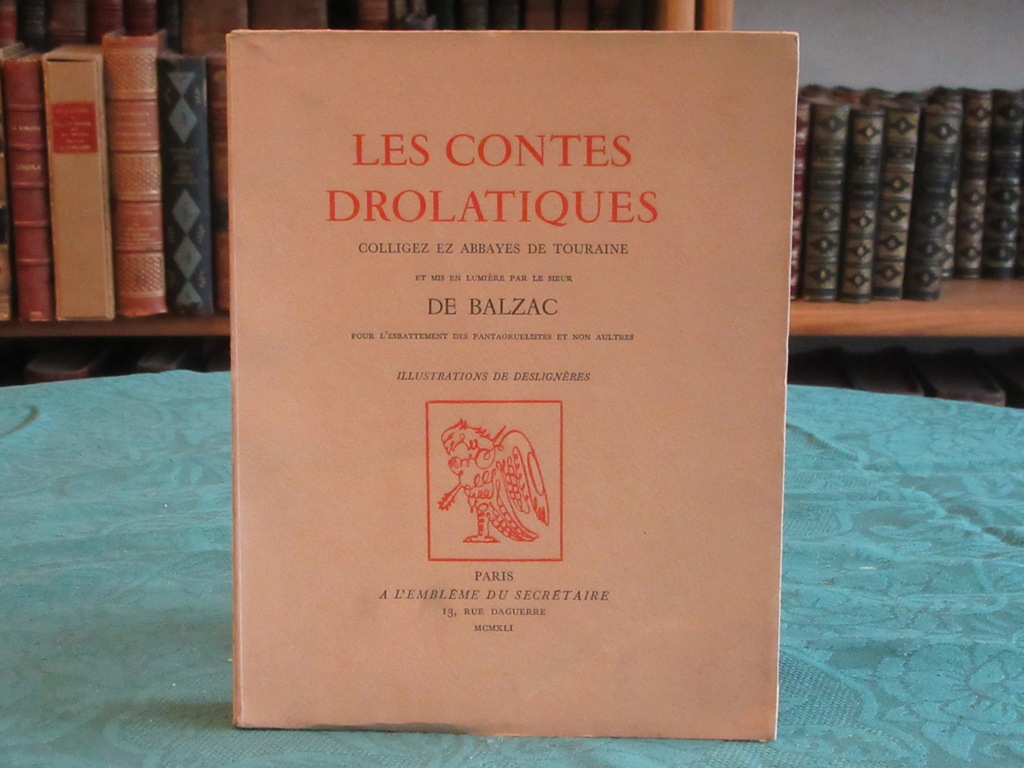 LES CONTES
DROLATIQUES
COLLIGEZ EZ ABBAYES DE TOURAINE
ET MIS EN LUMIÈRE PAR LE SIEUR
DE BALZAC
POUR L'ESBATTEMENT DES PANTAGRUELISTES ET NON AULTRES
ILLUSTRATIONS DE DESLIGNÈRES
PARIS
A L'EMBLÊME DU SECRÉTAIRE
13, RUE DAGUERRE
MCMXLI